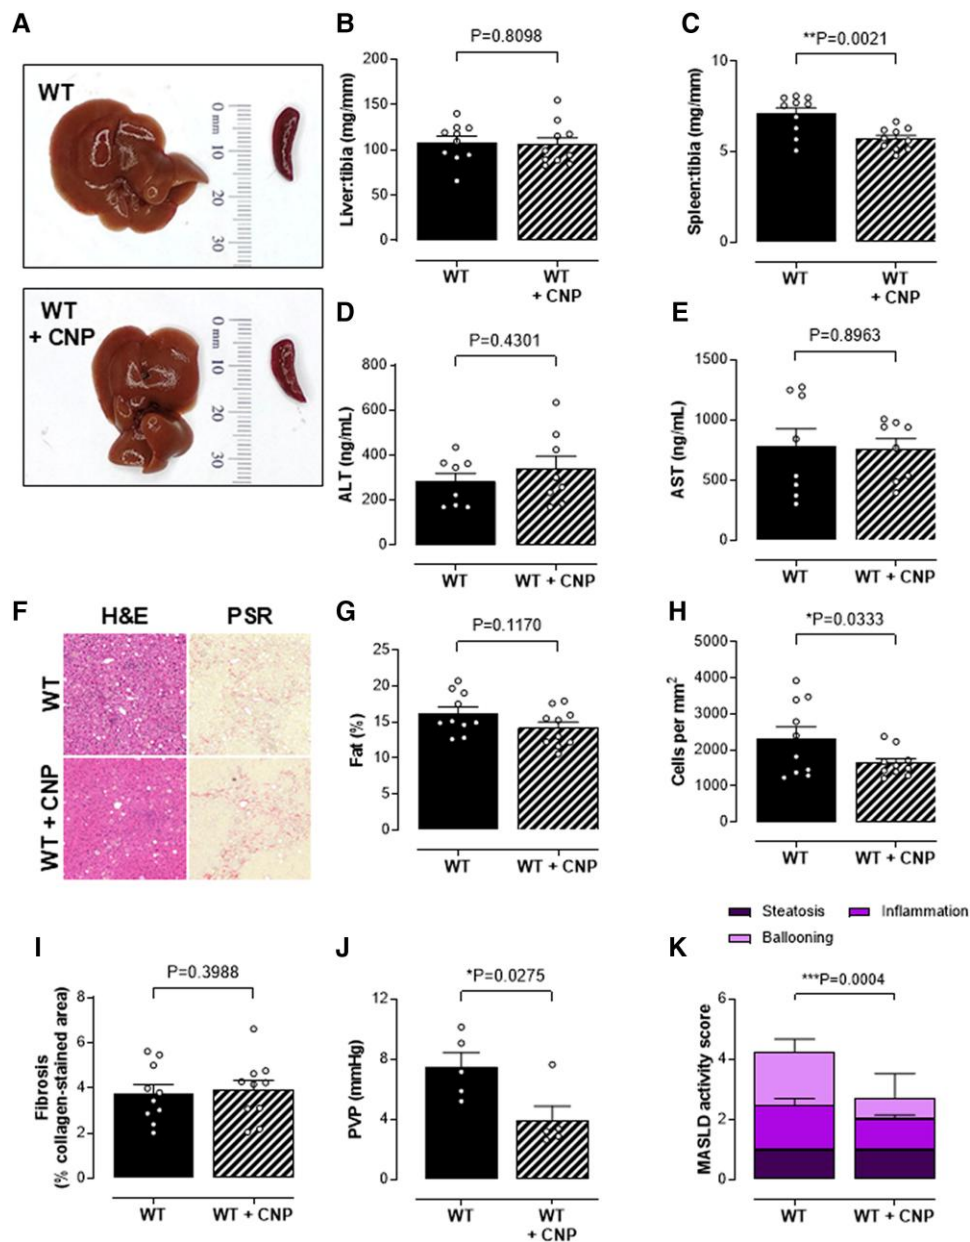 A
WT
0 mm
10
20
30
WT
+ CNP
0 mm
10
20
30
B
P=0.8098
Liver:tibia (mg/mm)
200
150
100
50
0
WT
WT
+ CNP
C
**P=0.0021
Spleen:tibia (mg/mm)
10
5
0
WT
WT
+ CNP
D
P=0.4301
ALT (ng/mL)
800
600
400
200
0
WT
WT + CNP
E
P=0.8963
AST (ng/mL)
1500
1000
500
0
WT
WT + CNP
F
H&E
PSR
WT
WT + CNP
G
P=0.1170
Fat (%)
25
20
15
10
5
0
WT
WT + CNP
H
*P=0.0333
Cells per mm²
5000
4000
3000
2000
1000
0
WT
WT + CNP
I
P=0.3988
Fibrosis
(% collagen-stained area)
8
6
4
2
0
WT
WT + CNP
J
*P=0.0275
PVP (mmHg)
12
8
4
0
WT
WT
+ CNP
Steatosis
Inflammation
Ballooning
K
***P=0.0004
MASLD activity score
6
4
2
0
WT
WT + CNP